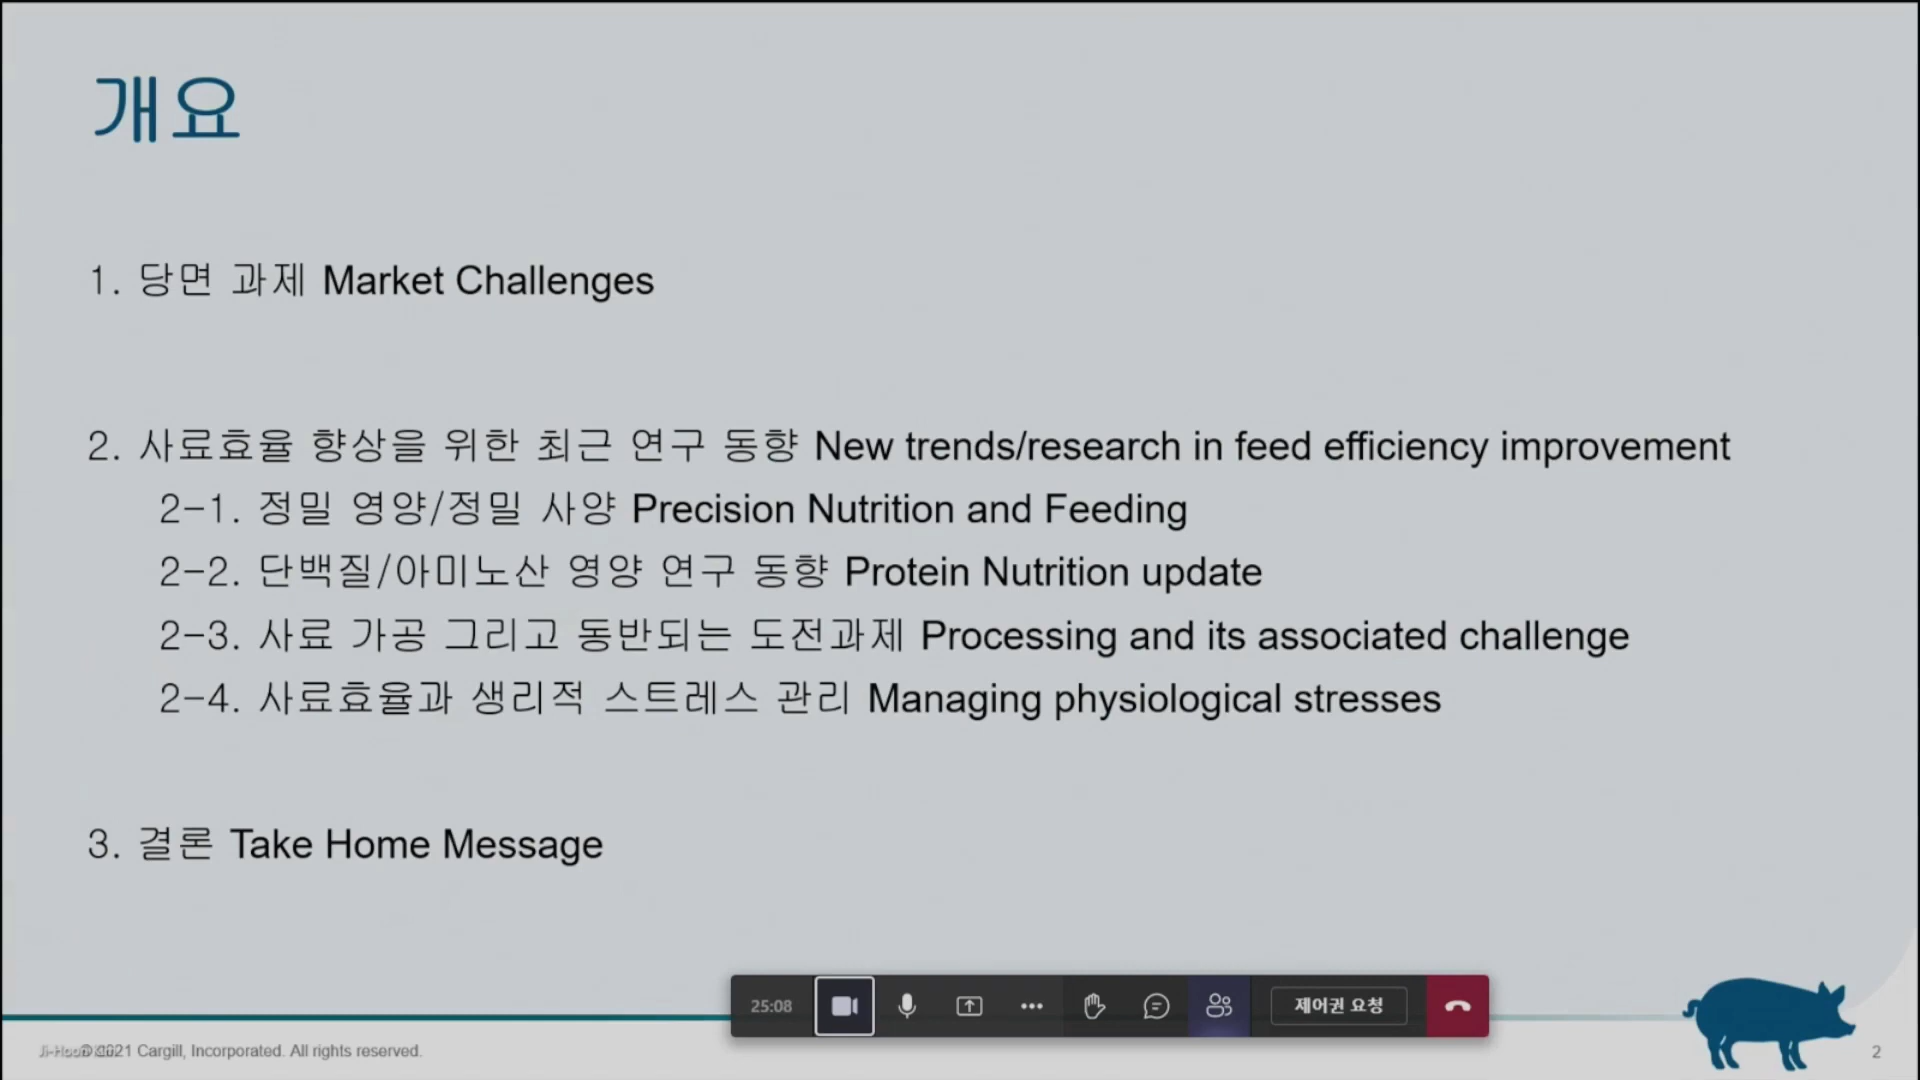 개요
1. 당면 과제 Market Challenges
2. 사료효율 향상을 위한 최근 연구 동향 New trends/research in feed efficiency improvement
2-1. 정밀 영양/정밀 사양 Precision Nutrition and Feeding
2-2. 단백질/아미노산 영양 연구 동향 Protein Nutrition update
2-3. 사료 가공 그리고 동반되는 도전과제 Processing and its associated challenge
2-4. 사료효율과 생리적 스트레스 관리 Managing physiological stresses
3. 결론 Take Home Message
25:08 제어권 요청
2021 Cargill, Incorporated. All rights reserved.
2